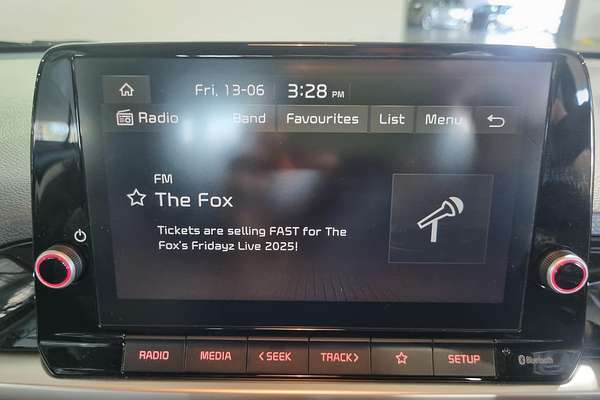 Fri, 13-06 3:28 PM
Radio Band Favourites List Menu
FM
The Fox
Tickets are selling FAST for The
Fox's Fridayz Live 2025!
RADIO MEDIA <SEEK TRACK> SETUP Bluetooth